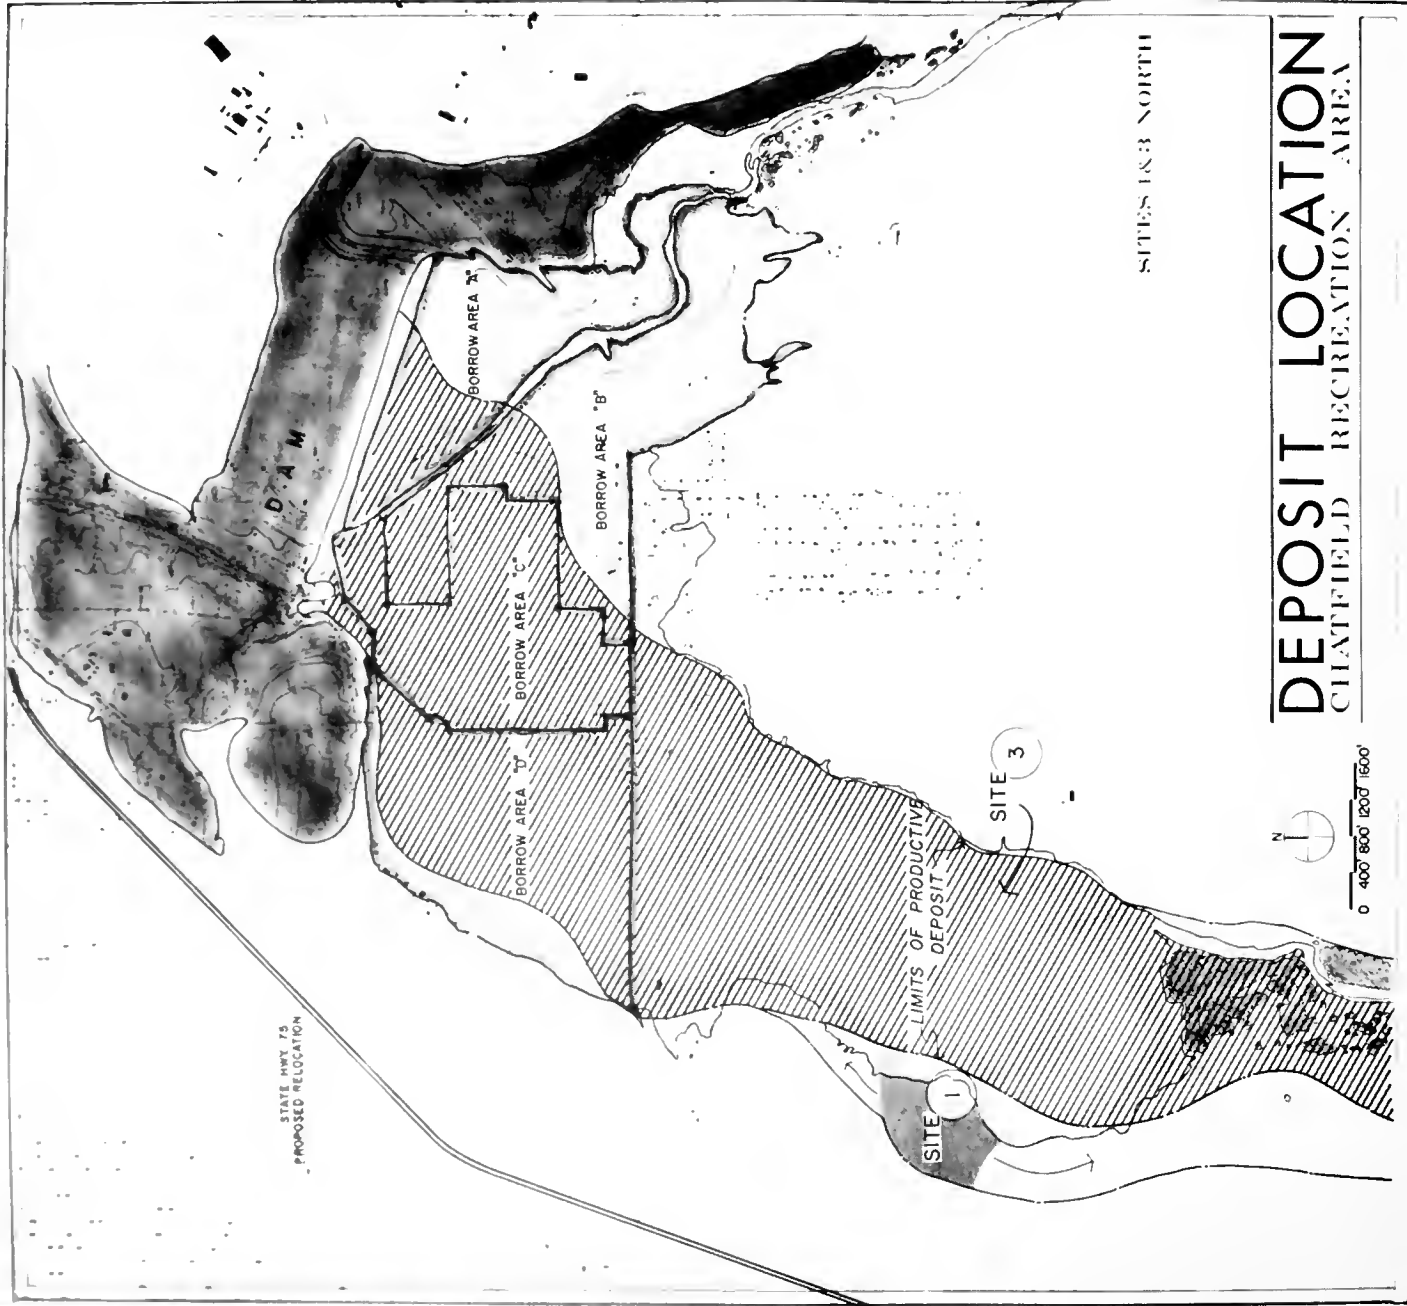 DEPOSIT LOCATION
CHATFIELD RECREATION AREA
SITES 1&3 NORTH
DAM
BORROW AREA "A"
BORROW AREA "B"
BORROW AREA "C"
BORROW AREA "D"
LIMITS OF PRODUCTIVE
DEPOSIT
SITE 3
SITE 1
STATE HWY 75
PROPOSED RELOCATION
N
0 400' 800' 1200' 1600'